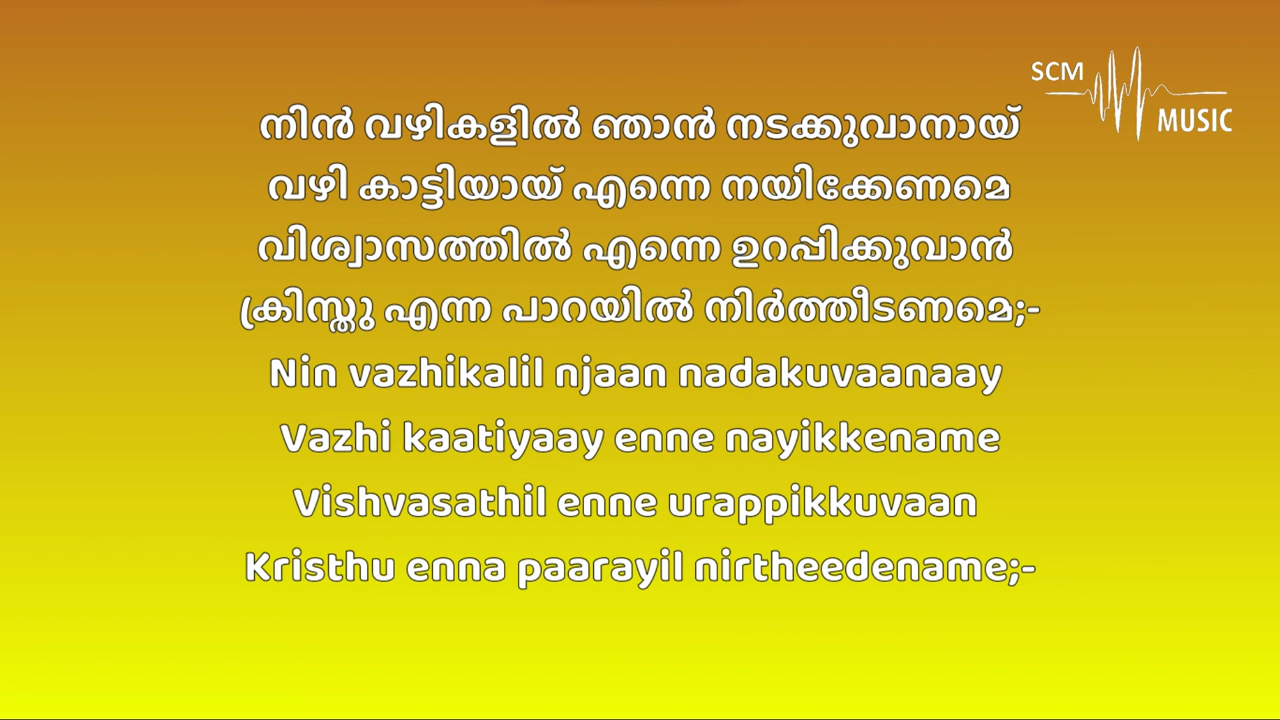 SCM
MUSIC
നിൻ വഴികളിൽ ഞാൻ നടക്കുവാനായ്
വഴി കാട്ടിയായ് എന്നെ നയിക്കേണമെ
വിശ്വാസത്തിൽ എന്നെ ഉറപ്പിക്കുവാൻ
ക്രിസ്തു എന്ന പാറയിൽ നിർത്തീടണമെ;-
Nin vazhikalil njaan nadakuvaanaay
Vazhi kaatiyaay enne nayikkename
Vishvasathil enne urappikkuvaan
Kristhu enna paarayil nirtheedename;-